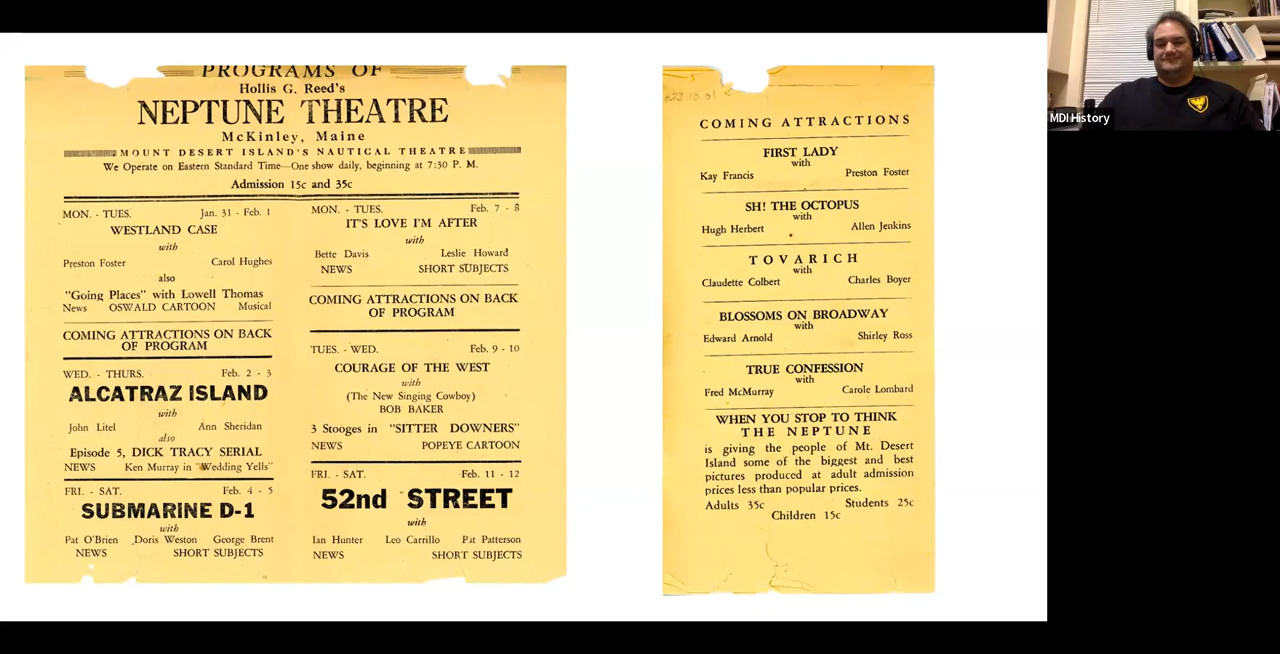 PROGRAMS OF
Hollis G. Reed's
NEPTUNE THEATRE
McKinley, Maine
MOUNT DESERT ISLAND'S NAUTICAL THEATRE
We Operate on Eastern Standard Time—One show daily, beginning at 7:30 P. M.
Admission 15c and 35c
MON. - TUES. Jan. 31 - Feb. 1
WESTLAND CASE
with
Preston Foster Carol Hughes
also
"Going Places" with Lowell Thomas
News OSWALD CARTOON Musical
COMING ATTRACTIONS ON BACK
OF PROGRAM
WED. - THURS. Feb. 2 - 3
ALCATRAZ ISLAND
with
John Litel Ann Sheridan
also
Episode 5, DICK TRACY SERIAL
NEWS Ken Murray in "Wedding Yells"
FRI. - SAT. Feb. 4 - 5
SUBMARINE D-1
with
Pat O'Brien Doris Weston George Brent
NEWS SHORT SUBJECTS
MON. - TUES. Feb. 7 - 8
IT'S LOVE I'M AFTER
with
Bette Davis Leslie Howard
NEWS SHORT SUBJECTS
COMING ATTRACTIONS ON BACK
OF PROGRAM
TUES. - WED. Feb. 9 - 10
COURAGE OF THE WEST
with
(The New Singing Cowboy)
BOB BAKER
3 Stooges in "SITTER DOWNERS"
NEWS POPEYE CARTOON
FRI. - SAT. Feb. 11 - 12
52nd STREET
with
Ian Hunter Leo Carrillo Pat Patterson
NEWS SHORT SUBJECTS
COMING ATTRACTIONS
FIRST LADY
with
Kay Francis Preston Foster
SH! THE OCTOPUS
with
Hugh Herbert Allen Jenkins
TOVARICH
with
Claudette Colbert Charles Boyer
BLOSSOMS ON BROADWAY
with
Edward Arnold Shirley Ross
TRUE CONFESSION
with
Fred McMurray Carole Lombard
WHEN YOU STOP TO THINK
THE NEPTUNE
is giving the people of Mt. Desert
Island some of the biggest and best
pictures produced at adult admission
prices less than popular prices.
Adults 35c Students 25c
Children 15c
MDI History